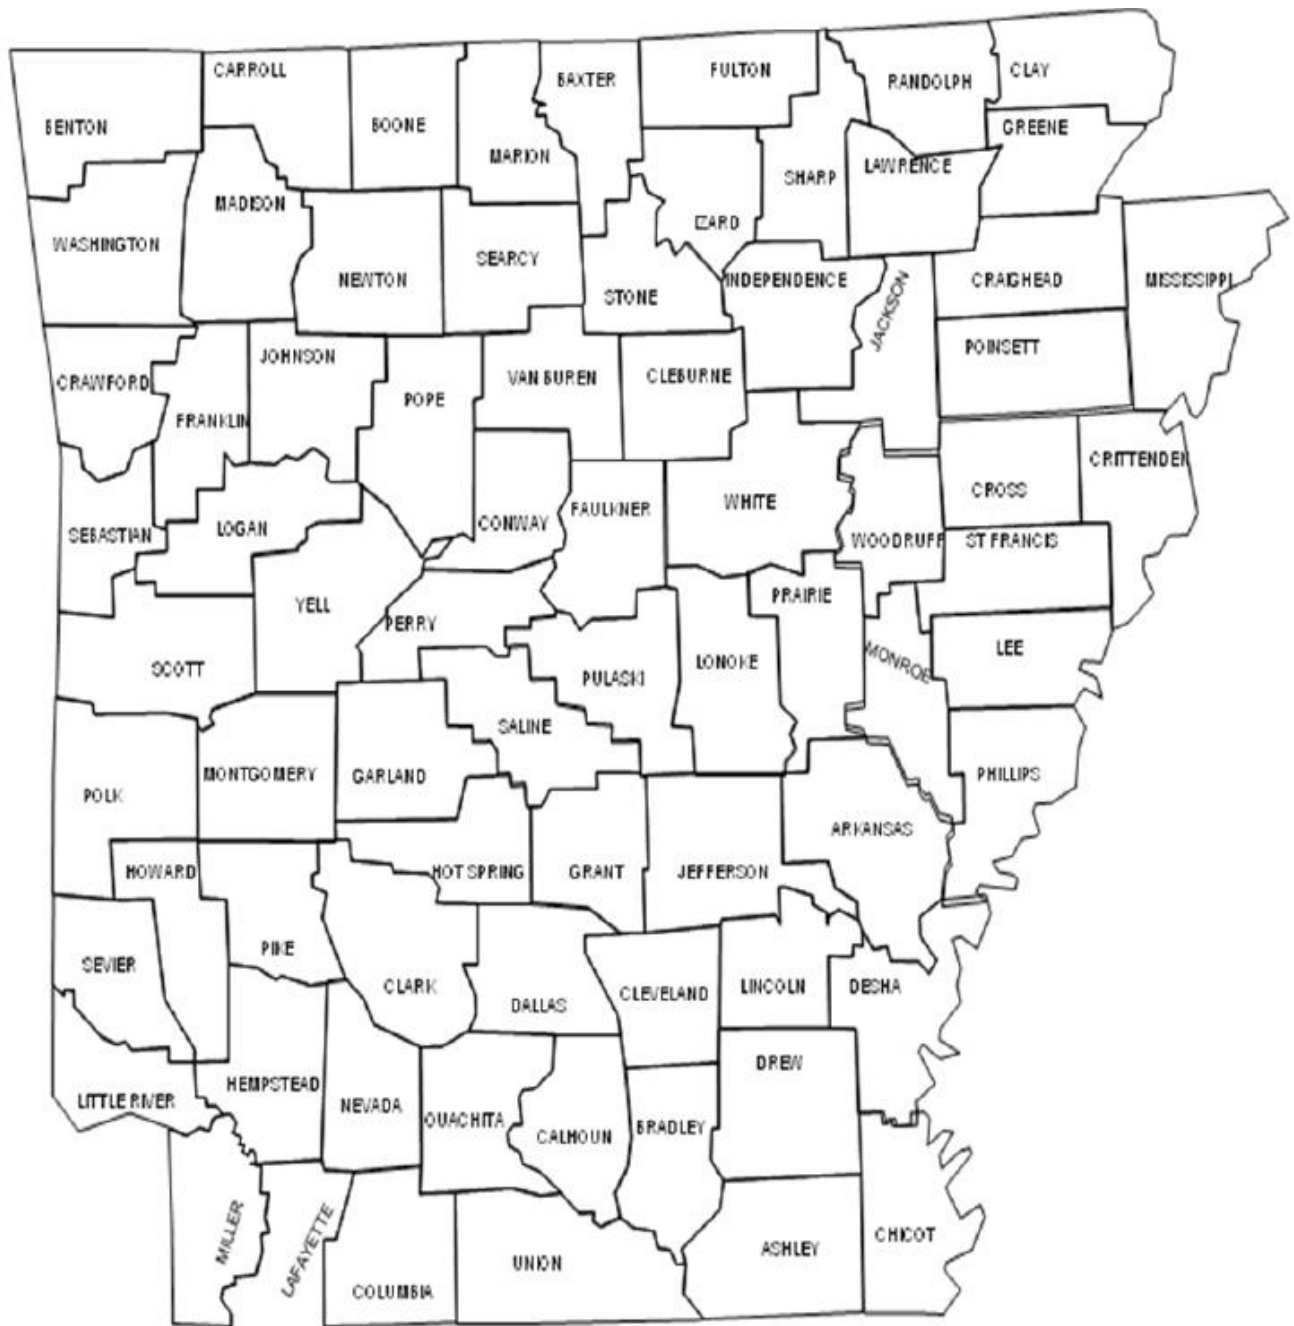 CARROLL
BAXTER
FULTON
RANDOLPH
CLAY
BENTON
BOONE
MARION
GREENE
SHARP
LAWRENCE
MADISON
IZARD
WASHINGTON
NEWTON
SEARCY
STONE
INDEPENDENCE
JACKSON
CRAIGHEAD
MISSISSIPPI
CRAWFORD
JOHNSON
POPE
VAN BUREN
CLEBURNE
POINSETT
FRANKLIN
SEBASTIAN
LOGAN
CONWAY
FAULKNER
WHITE
WOODRUFF
CROSS
CRITTENDEN
ST FRANCIS
YELL
PERRY
PRAIRIE
SCOTT
PULASKI
LONOKE
MONROE
LEE
POLK
MONTGOMERY
GARLAND
SALINE
PHILLIPS
HOWARD
HOT SPRING
GRANT
JEFFERSON
ARKANSAS
SEVIER
PIKE
CLARK
DALLAS
CLEVELAND
LINCOLN
DESHA
LITTLE RIVER
HEMPSTEAD
NEVADA
OUACHITA
CALHOUN
BRADLEY
DREW
MILLER
LAFAYETTE
COLUMBIA
UNION
ASHLEY
CHICOT